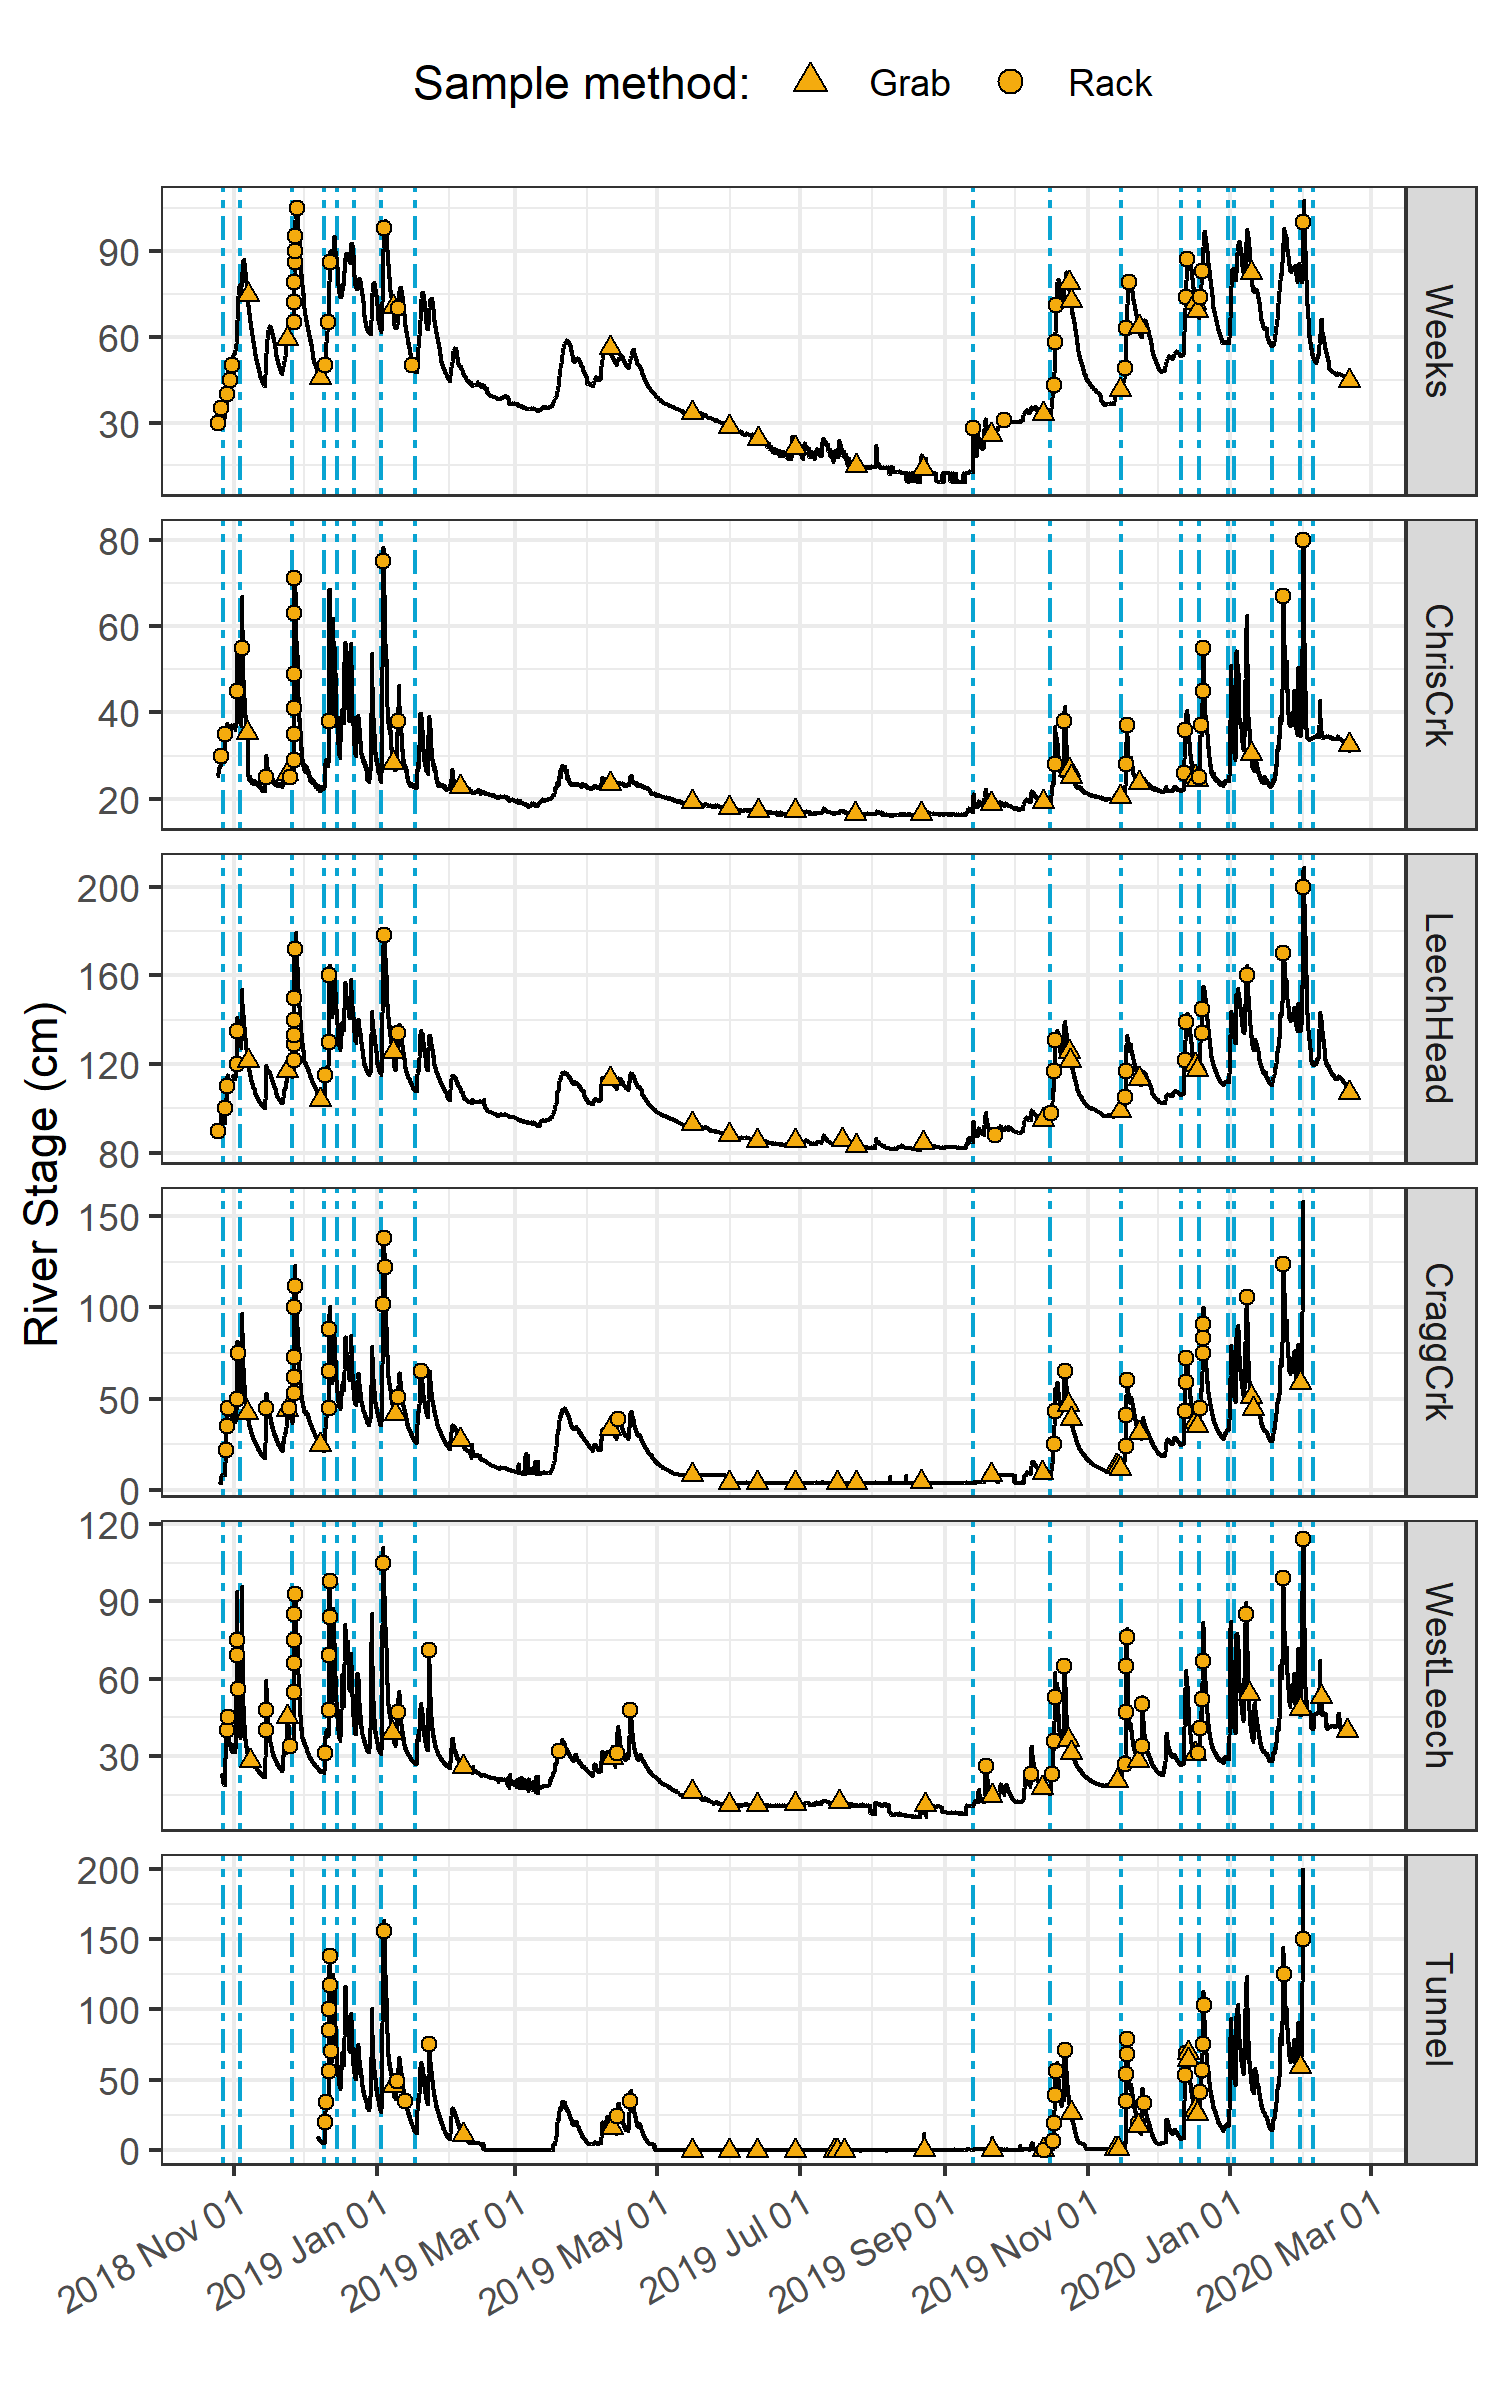 Sample method: Grab Rack
River Stage (cm)
90
60
30
Weeks
80
60
40
20
ChrisCrk
200
160
120
80
LeechHead
150
100
50
0
CraggCrk
120
90
60
30
WestLeech
200
150
100
50
0
Tunnel
2018 Nov 01
2019 Jan 01
2019 Mar 01
2019 May 01
2019 Jul 01
2019 Sep 01
2019 Nov 01
2020 Jan 01
2020 Mar 01